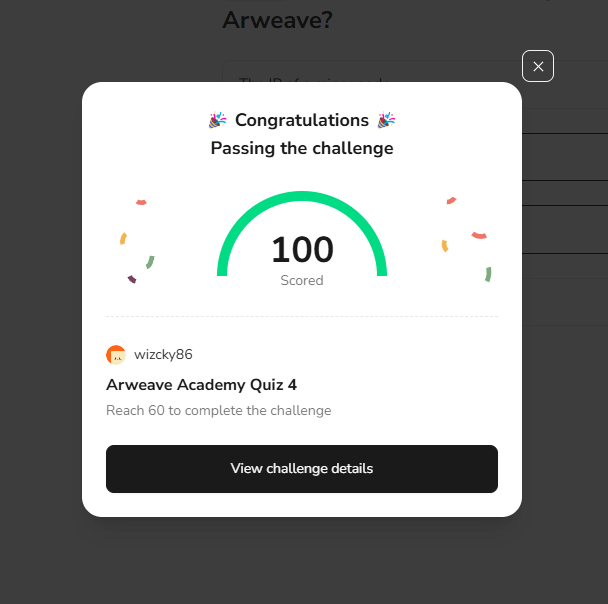 Arweave?
Congratulations
Passing the challenge
100
Scored
wizcky86
Arweave Academy Quiz 4
Reach 60 to complete the challenge
View challenge details